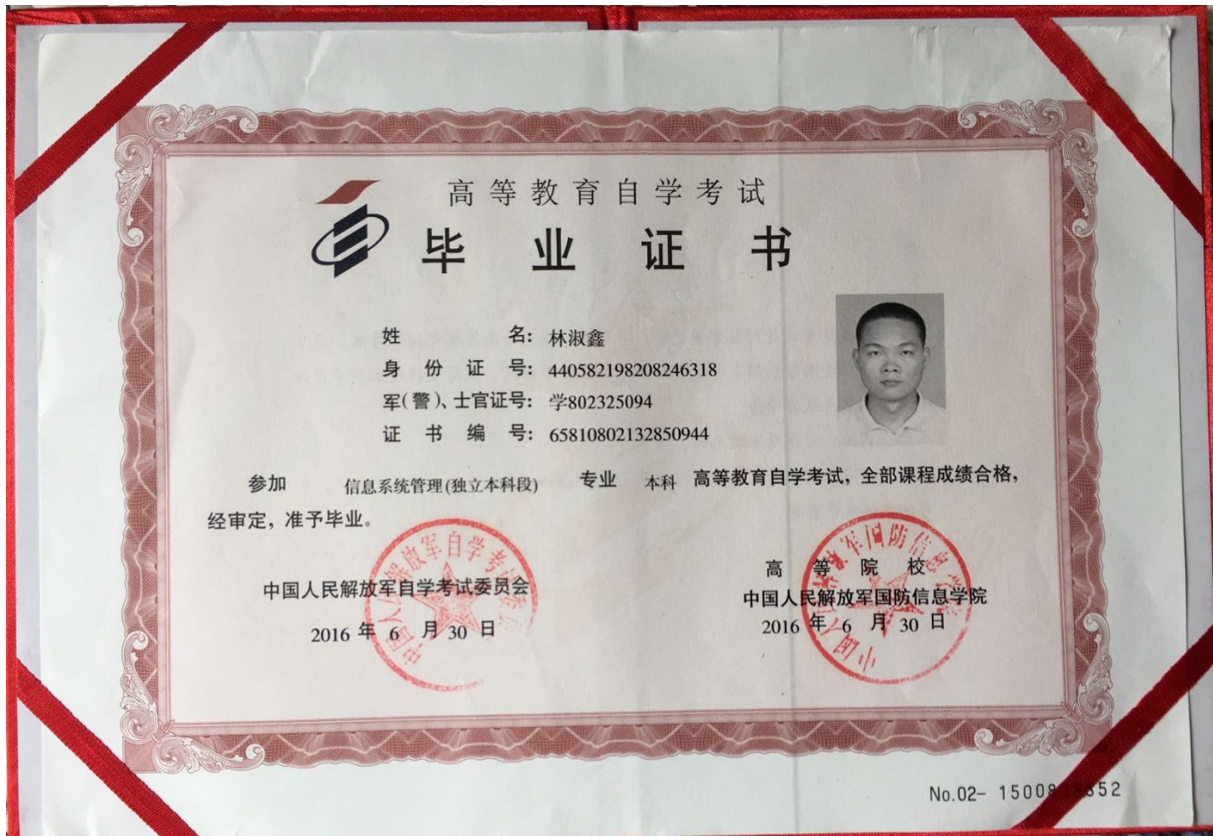 高等教育自学考试
毕业证书
姓名：林淑鑫
身份证号：440582198208246318
军（警）、士官证号：学802325094
证书编号：65810802132850944
参加 信息系统管理(独立本科段) 专业 本科 高等教育自学考试，全部课程成绩合格，
经审定，准予毕业。
中国人民解放军自学考试委员会
2016 年 6 月 30 日
高等院校
中国人民解放军国防信息学院
2016 年 6 月 30 日
No.02-